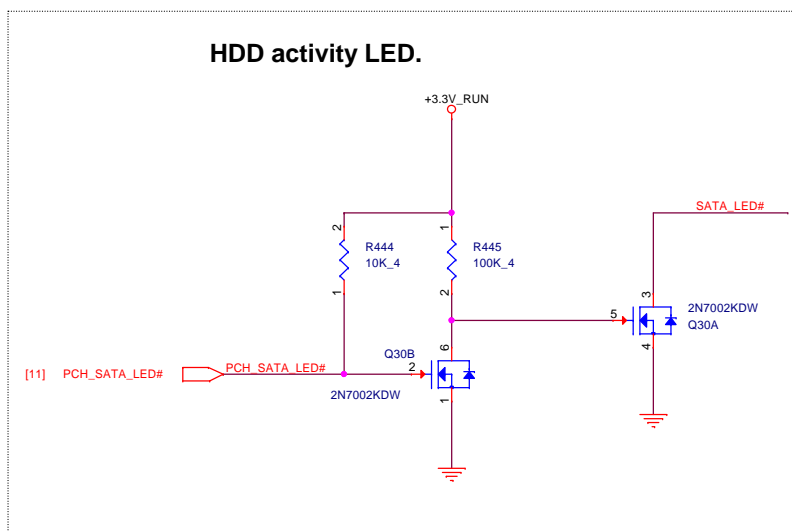 HDD activity LED.
+3.3V_RUN
SATA_LED#
2
1
R444
R445
10K_4
100K_4
1
2
3
2N7002KDW
5
Q30A
4
Q30B
6
[11] PCH_SATA_LED#
PCH_SATA_LED#
2
2N7002KDW
1